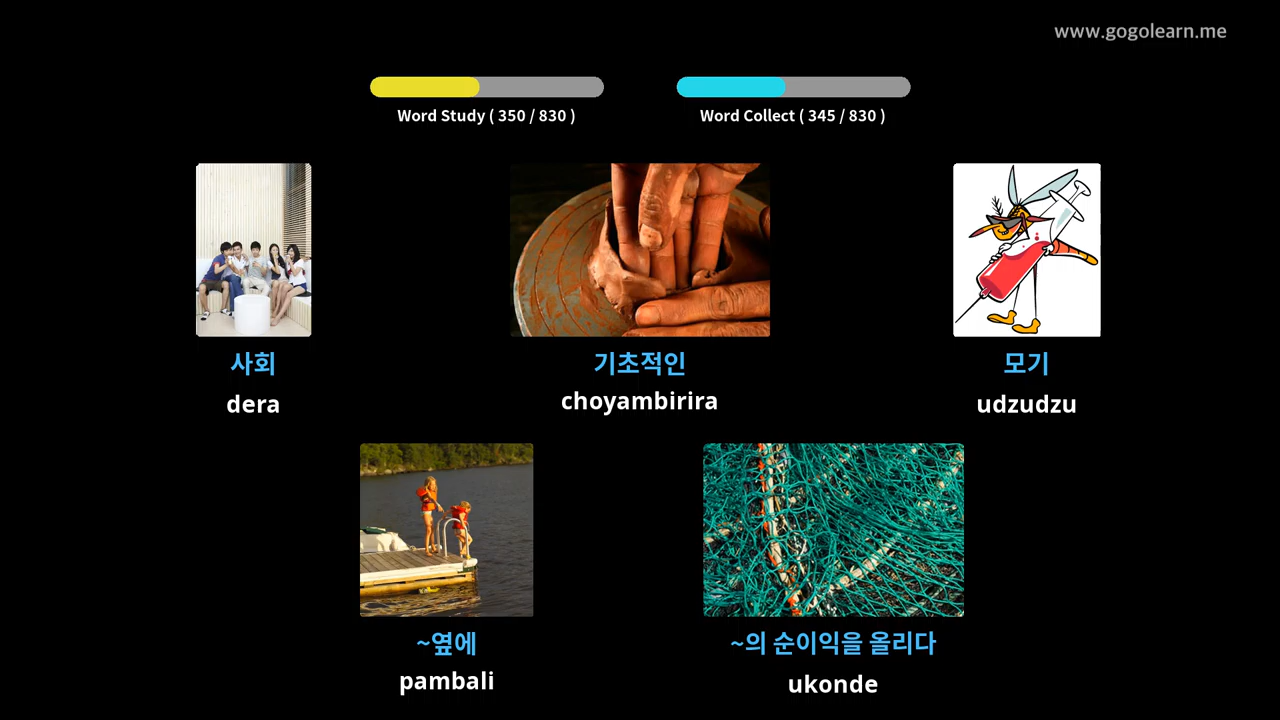 www.gogolearn.me
Word Study ( 350 / 830 )
Word Collect ( 345 / 830 )
사회
dera
기초적인
choyambirira
모기
udzudzu
~옆에
pambali
~의 순이익을 올리다
ukonde